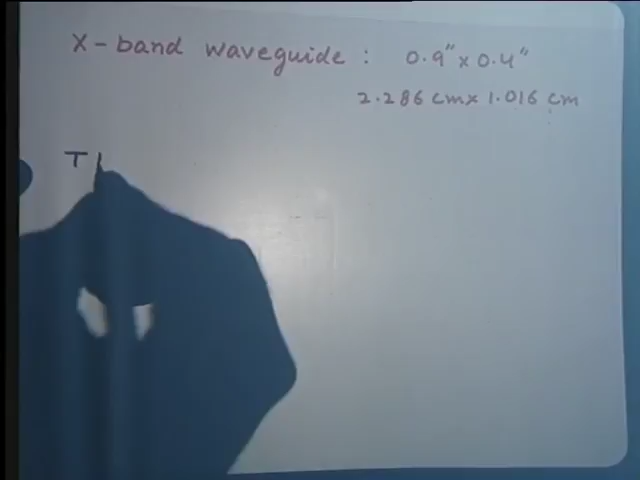 X-band waveguide : 0.9" x 0.4"
2.286 cm x 1.016 cm
T